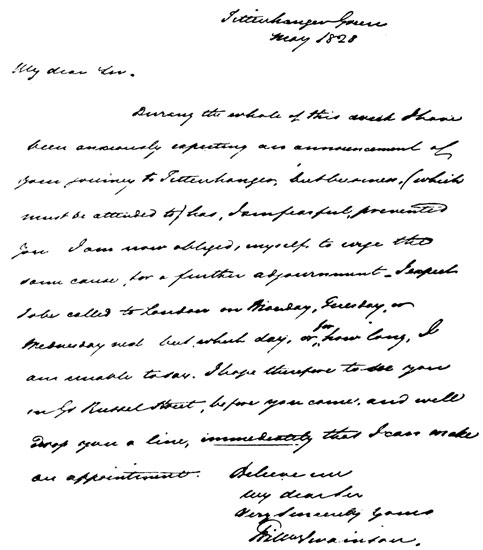 Tittenhanger Green
May 1828
My dear Sir.
During the whole of this week I have
been anxiously expecting an announcement of
your journey to Tittenhanger, but business, (which
must be attended to) has, I am fearful, prevented
you I am now obliged, myself to urge the
same cause, for a further adjournment - I expect
to be called to London on Monday, Tuesday, or
Wednesday next but which day, or, for how long, I
am unable to say. I hope therefore to see you
in Gt Russel Street, before you come, and will
drop you a line, immediately that I can make
an appointment. Believe me
My dear Sir
Very sincerely yours
Willm Swainson.